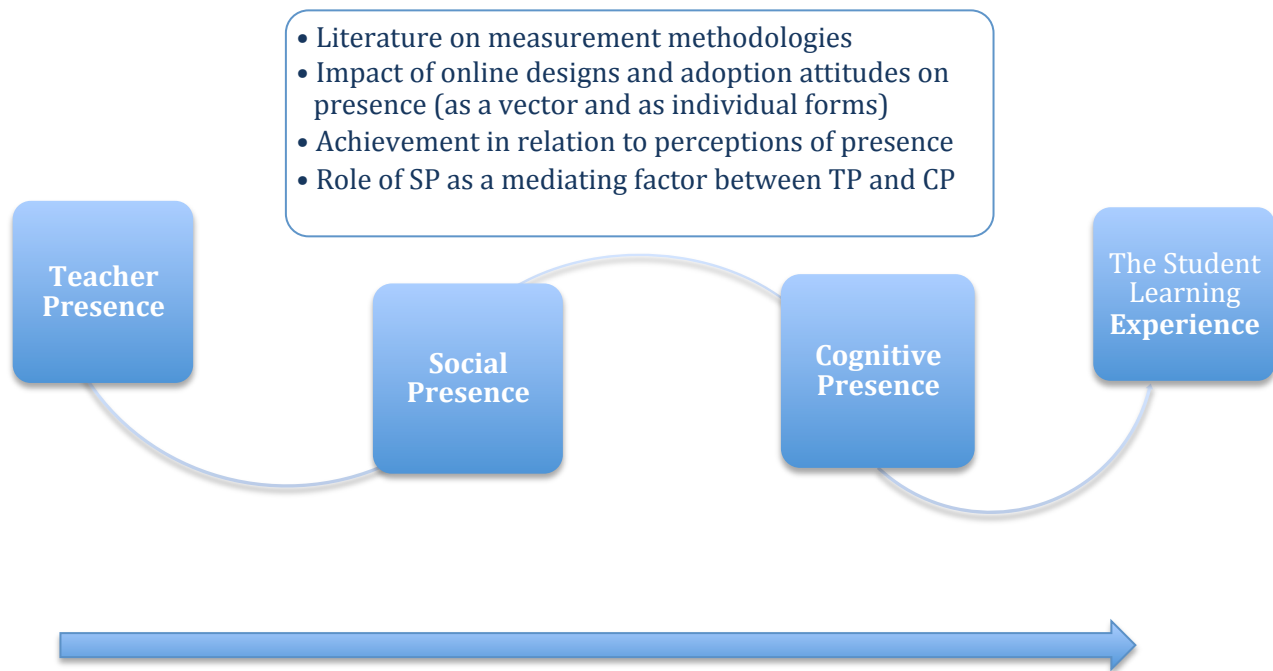 • Literature on measurement methodologies
• Impact of online designs and adoption attitudes on
presence (as a vector and as individual forms)
• Achievement in relation to perceptions of presence
• Role of SP as a mediating factor between TP and CP
Teacher
Presence
Social
Presence
Cognitive
Presence
The Student
Learning
Experience